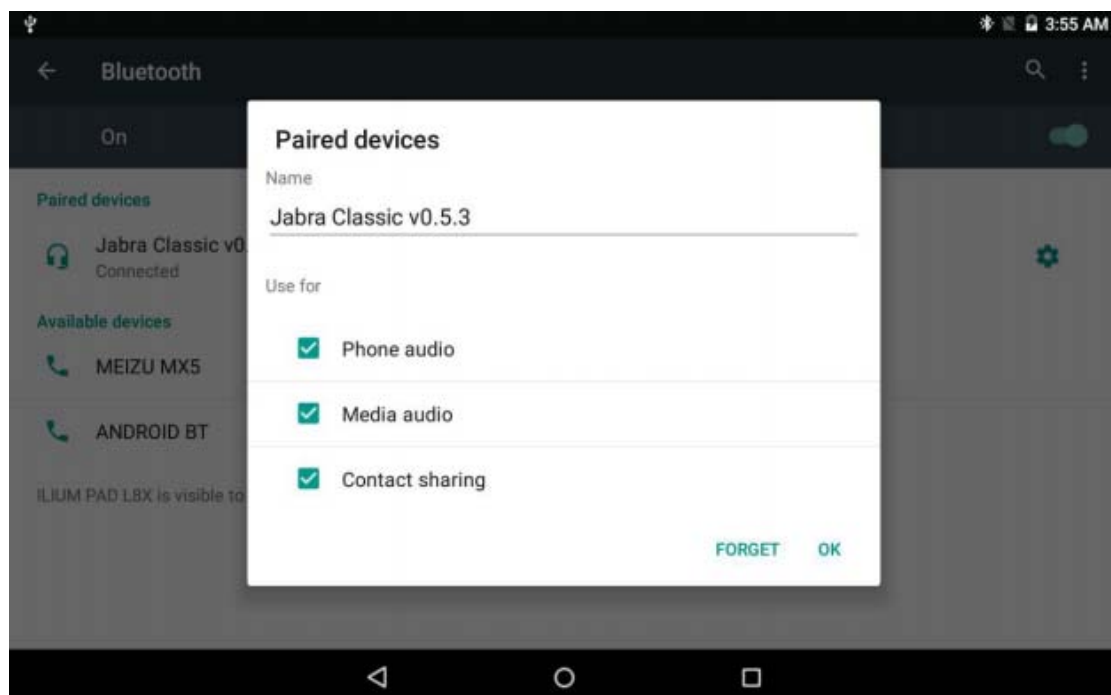 3:55 AM
Bluetooth
On
Paired devices
Jabra Classic v0
Connected
Available devices
MEIZU MX5
ANDROID BT
ILIUM PAD L8X is visible to
Paired devices
Name
Jabra Classic v0.5.3
Use for
Phone audio
Media audio
Contact sharing
FORGET OK